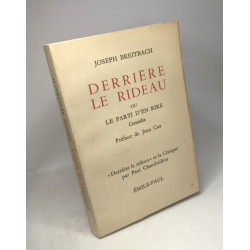 JOSEPH BREITBACH
DERRIÈRE
LE RIDEAU
OU
LE PARTI D'EN RIRE
Comédie
Préface de Jean Cau
« Derrière le rideau » et la Critique
par Paul Chaudaillon
ÉMILE-PAUL